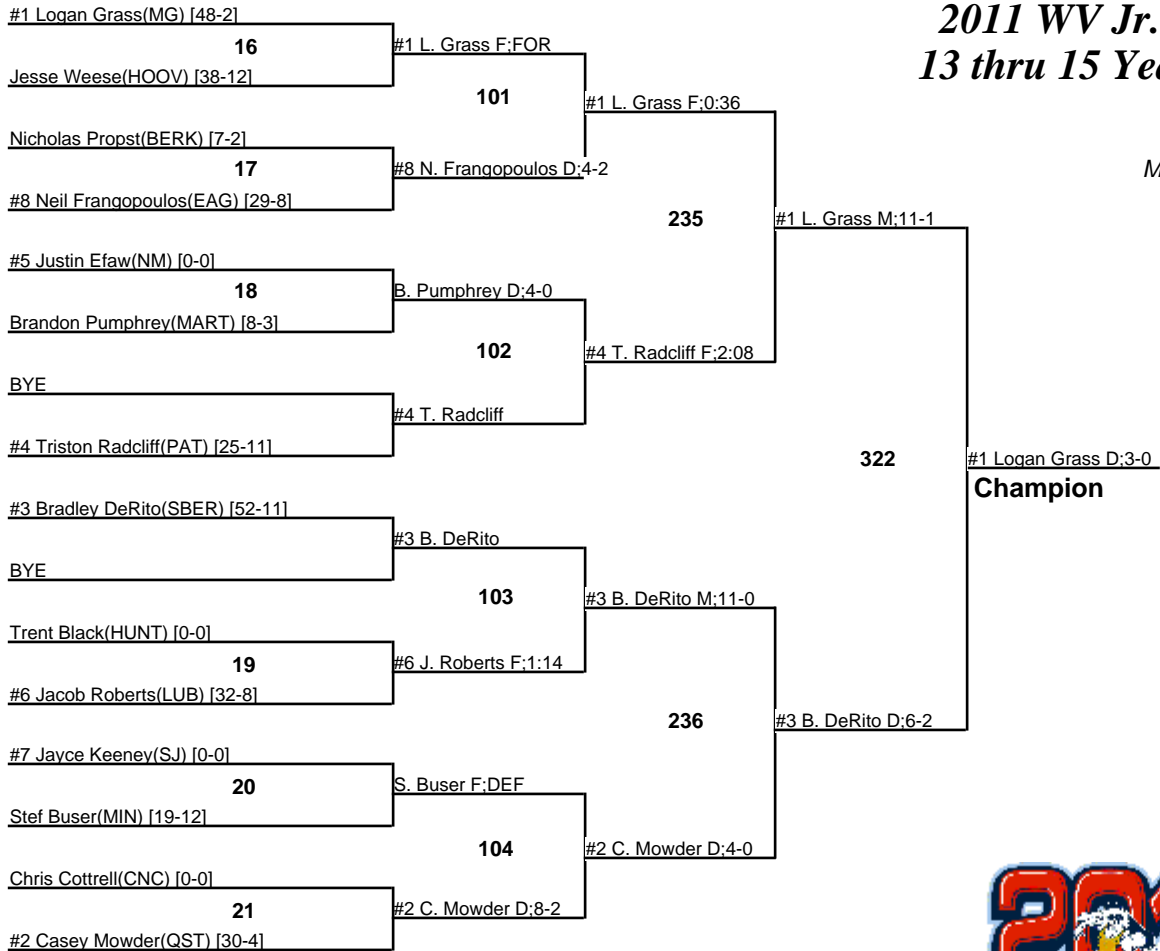 #1 Logan Grass(MG) [48-2]
16
Jesse Weese(HOOV) [38-12]
#1 L. Grass F;FOR
2011 WV Jr.
13 thru 15 Yea
101
#1 L. Grass F;0:36
Nicholas Propst(BERK) [7-2]
17
#8 N. Frangopoulos D;4-2
M
#8 Neil Frangopoulos(EAG) [29-8]
235
#1 L. Grass M;11-1
#5 Justin Efaw(NM) [0-0]
18
B. Pumphrey D;4-0
Brandon Pumphrey(MART) [8-3]
102
#4 T. Radcliff F;2:08
BYE
#4 T. Radcliff
#4 Triston Radcliff(PAT) [25-11]
322
#1 Logan Grass D;3-0
Champion
#3 Bradley DeRito(SBER) [52-11]
#3 B. DeRito
BYE
103
#3 B. DeRito M;11-0
Trent Black(HUNT) [0-0]
19
#6 J. Roberts F;1:14
#6 Jacob Roberts(LUB) [32-8]
236
#3 B. DeRito D;6-2
#7 Jayce Keeney(SJ) [0-0]
20
S. Buser F;DEF
Stef Buser(MIN) [19-12]
104
#2 C. Mowder D;4-0
Chris Cottrell(CNC) [0-0]
21
#2 C. Mowder D;8-2
#2 Casey Mowder(QST) [30-4]